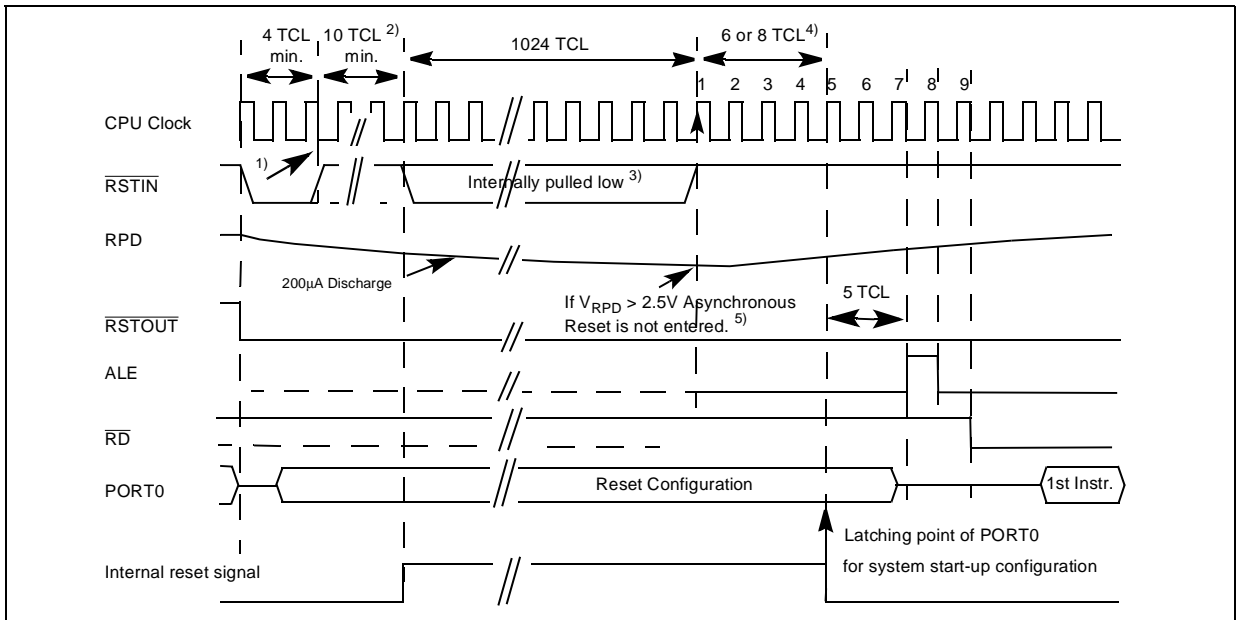 4 TCL min.
10 TCL 2) min.
1024 TCL
6 or 8 TCL4)
1 2 3 4 5 6 7 8 9
CPU Clock
1)
RSTIN
Internally pulled low 3)
RPD
200µA Discharge
If VRPD > 2.5V Asynchronous
Reset is not entered. 5)
5 TCL
RSTOUT
ALE
RD
PORT0
Reset Configuration
1st Instr.
Latching point of PORT0
for system start-up configuration
Internal reset signal